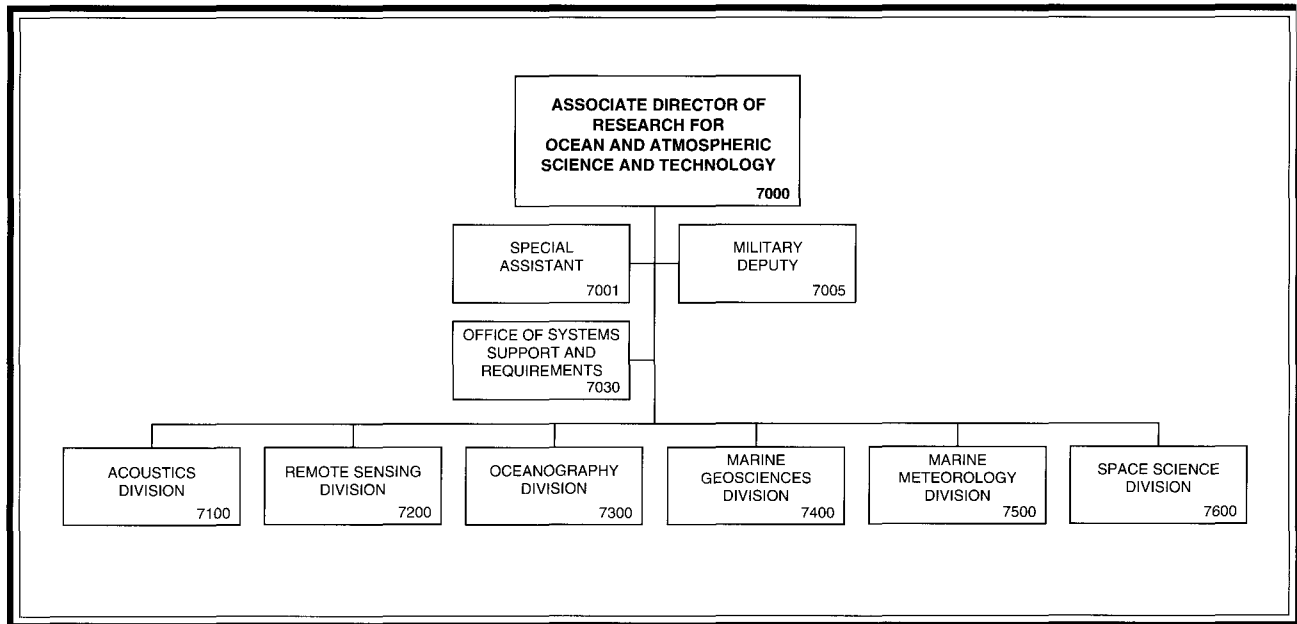 ASSOCIATE DIRECTOR OF
RESEARCH FOR
OCEAN AND ATMOSPHERIC
SCIENCE AND TECHNOLOGY
7000
SPECIAL
ASSISTANT
7001
MILITARY
DEPUTY
7005
OFFICE OF SYSTEMS
SUPPORT AND
REQUIREMENTS
7030
ACOUSTICS
DIVISION
7100
REMOTE SENSING
DIVISION
7200
OCEANOGRAPHY
DIVISION
7300
MARINE
GEOSCIENCES
DIVISION
7400
MARINE
METEOROLOGY
DIVISION
7500
SPACE SCIENCE
DIVISION
7600